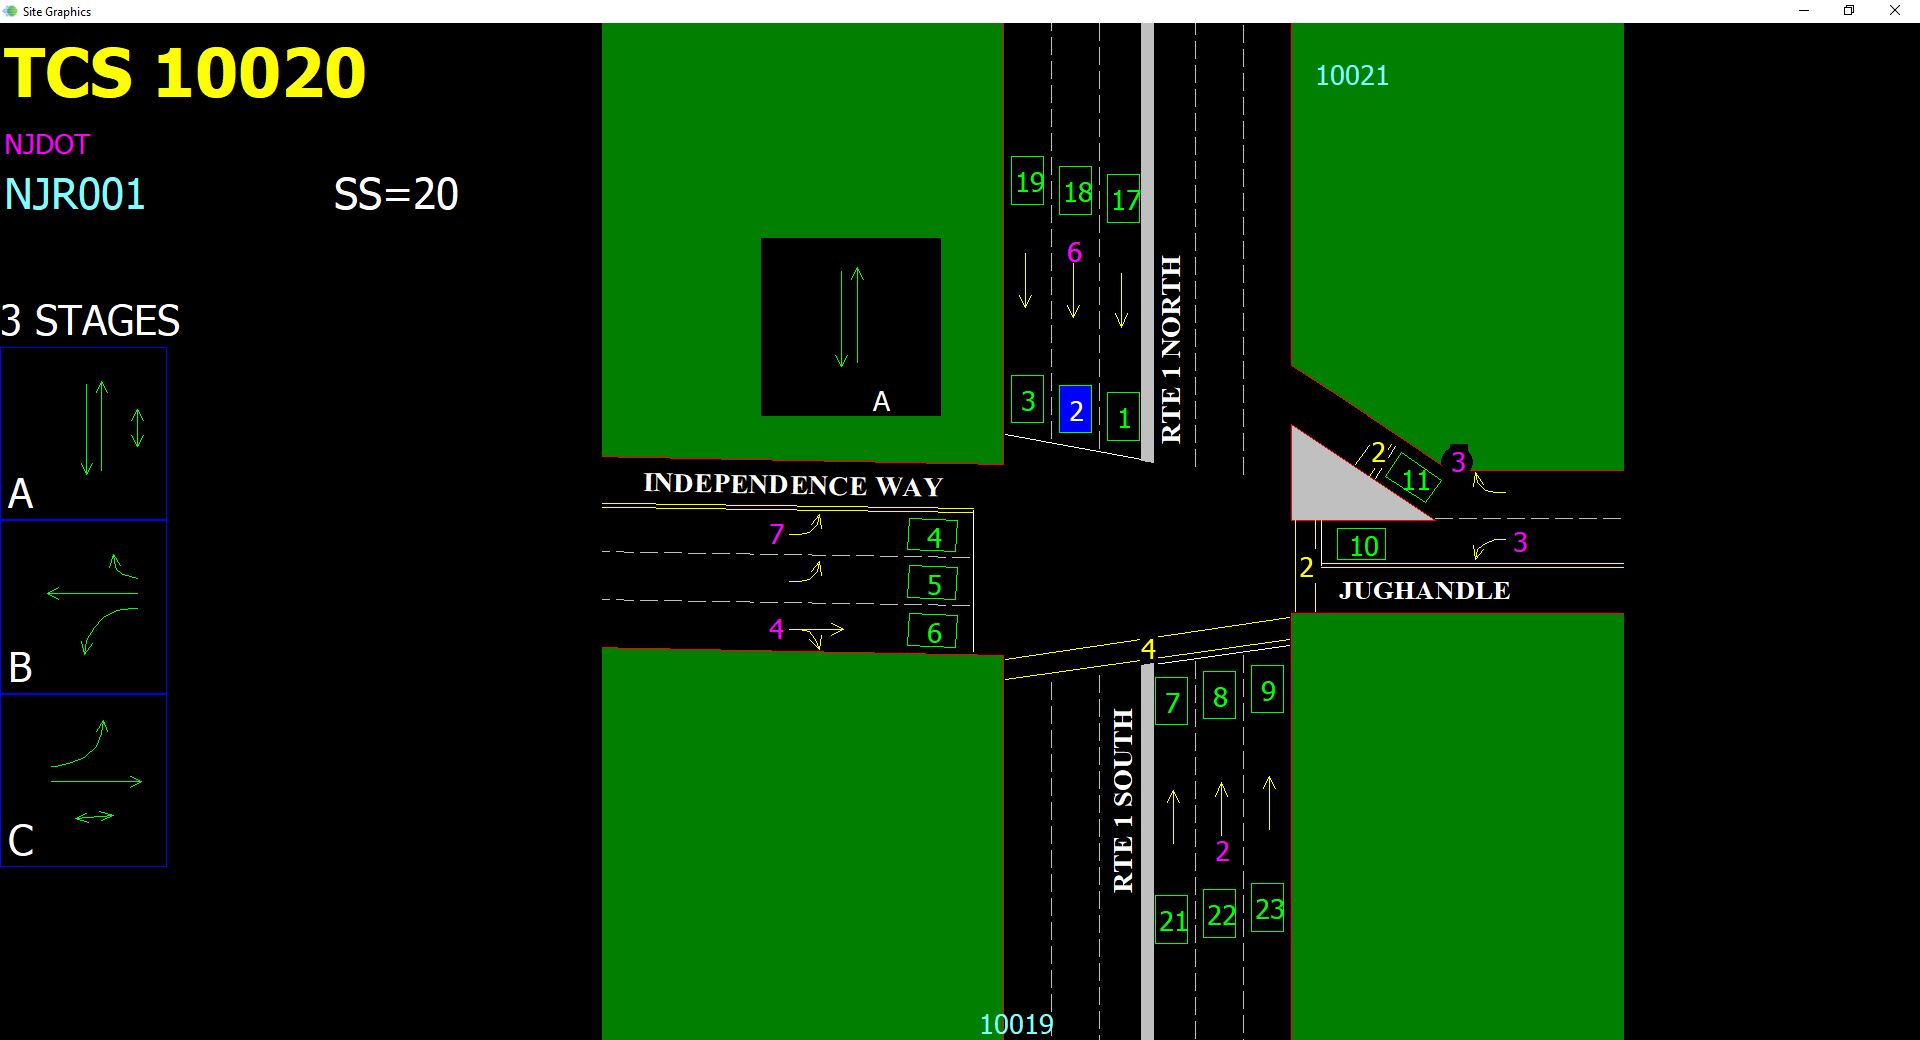 Site Graphics
TCS 10020
NJDOT
NJR001 SS=20
3 STAGES
A
B
C
A
10021
19 18 17
6
3 2 1
RTE 1 NORTH
INDEPENDENCE WAY
7 4
5
4 6
2 3
11
10 3
2
JUGHANDLE
4
7 8 9
RTE 1 SOUTH
2
21 22 23
10019